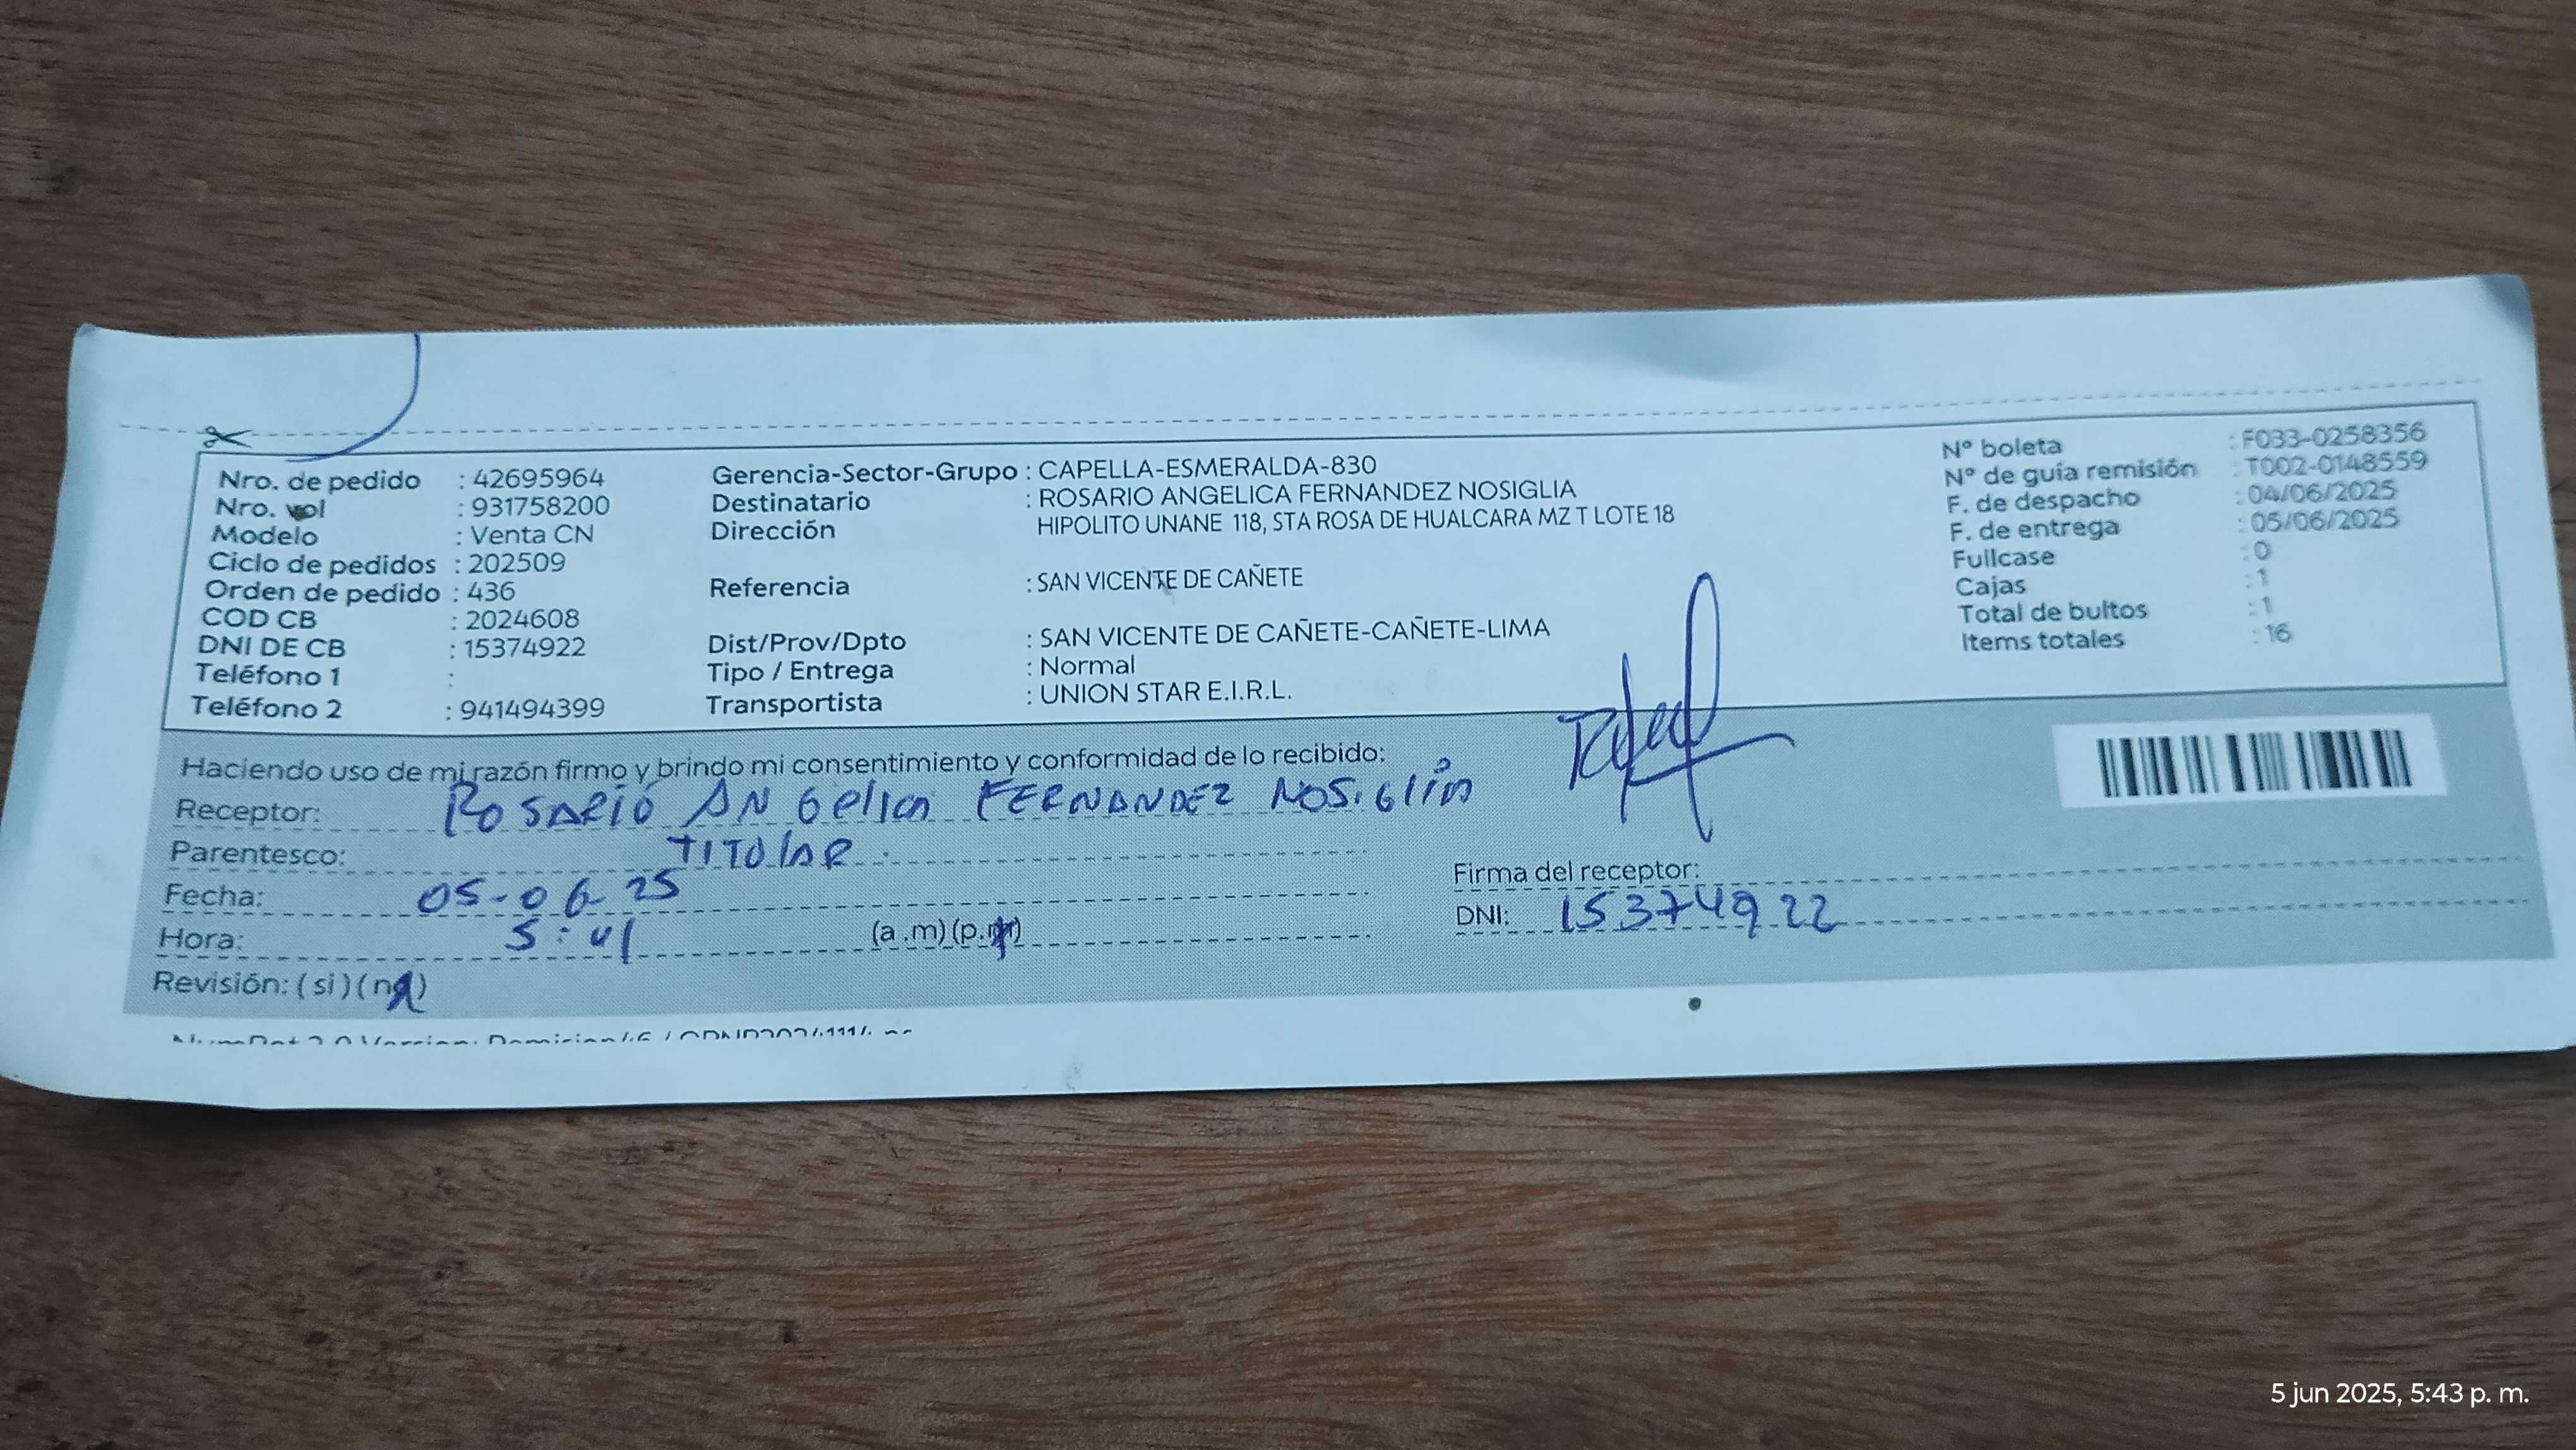 Nro. de pedido : 42695964
Nro. vol : 931758200
Modelo : Venta CN
Ciclo de pedidos : 202509
Orden de pedido : 436
COD CB : 2024608
DNI DE CB : 15374922
Teléfono 1 :
Teléfono 2 : 941494399
Gerencia-Sector-Grupo : CAPELLA-ESMERALDA-830
Destinatario : ROSARIO ANGELICA FERNANDEZ NOSIGLIA
Dirección HIPOLITO UNANE 118, STA ROSA DE HUALCARA MZ T LOTE 18
Referencia : SAN VICENTE DE CAÑETE
Dist/Prov/Dpto : SAN VICENTE DE CAÑETE-CAÑETE-LIMA
Tipo / Entrega : Normal
Transportista : UNION STAR E.I.R.L.
N° boleta : F033-0258356
N° de guía remisión : T002-0148559
F. de despacho : 04/06/2025
F. de entrega : 05/06/2025
Fullcase : 0
Cajas : 1
Total de bultos : 1
Items totales : 16
Haciendo uso de mi razón firmo y brindo mi consentimiento y conformidad de lo recibido:
Receptor: ROSARIO ANGELICA FERNANDEZ NOSIGLIA
Parentesco: TITOLAR
Fecha: 05-06-25
Hora: 5:41 (a .m) (p.m)
Revisión: ( si ) ( no )
Firma del receptor:
DNI: 15374922
5 jun 2025, 5:43 p. m.